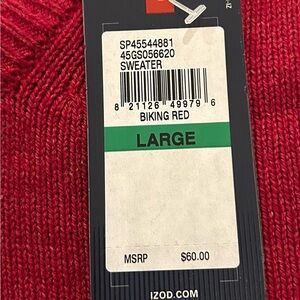 SP45544881
45GS056620
SWEATER
8 21126 49979 6
BIKING RED
LARGE
MSRP $60.00
IZOD.COM